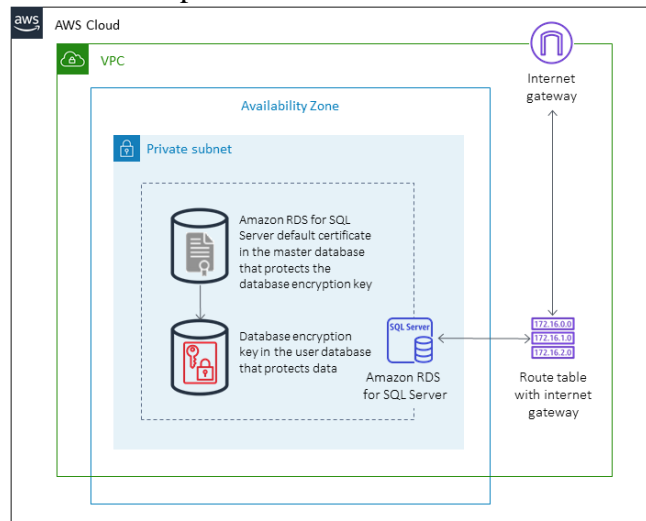 aws
AWS Cloud
VPC
Internet
gateway
Availability Zone
Private subnet
Amazon RDS for SQL
Server default certificate
in the master database
that protects the
database encryption key
Database encryption
key in the user database
that protects data
SQL Server
Amazon RDS
for SQL Server
172.16.0.0
172.16.1.0
172.16.2.0
Route table
with internet
gateway